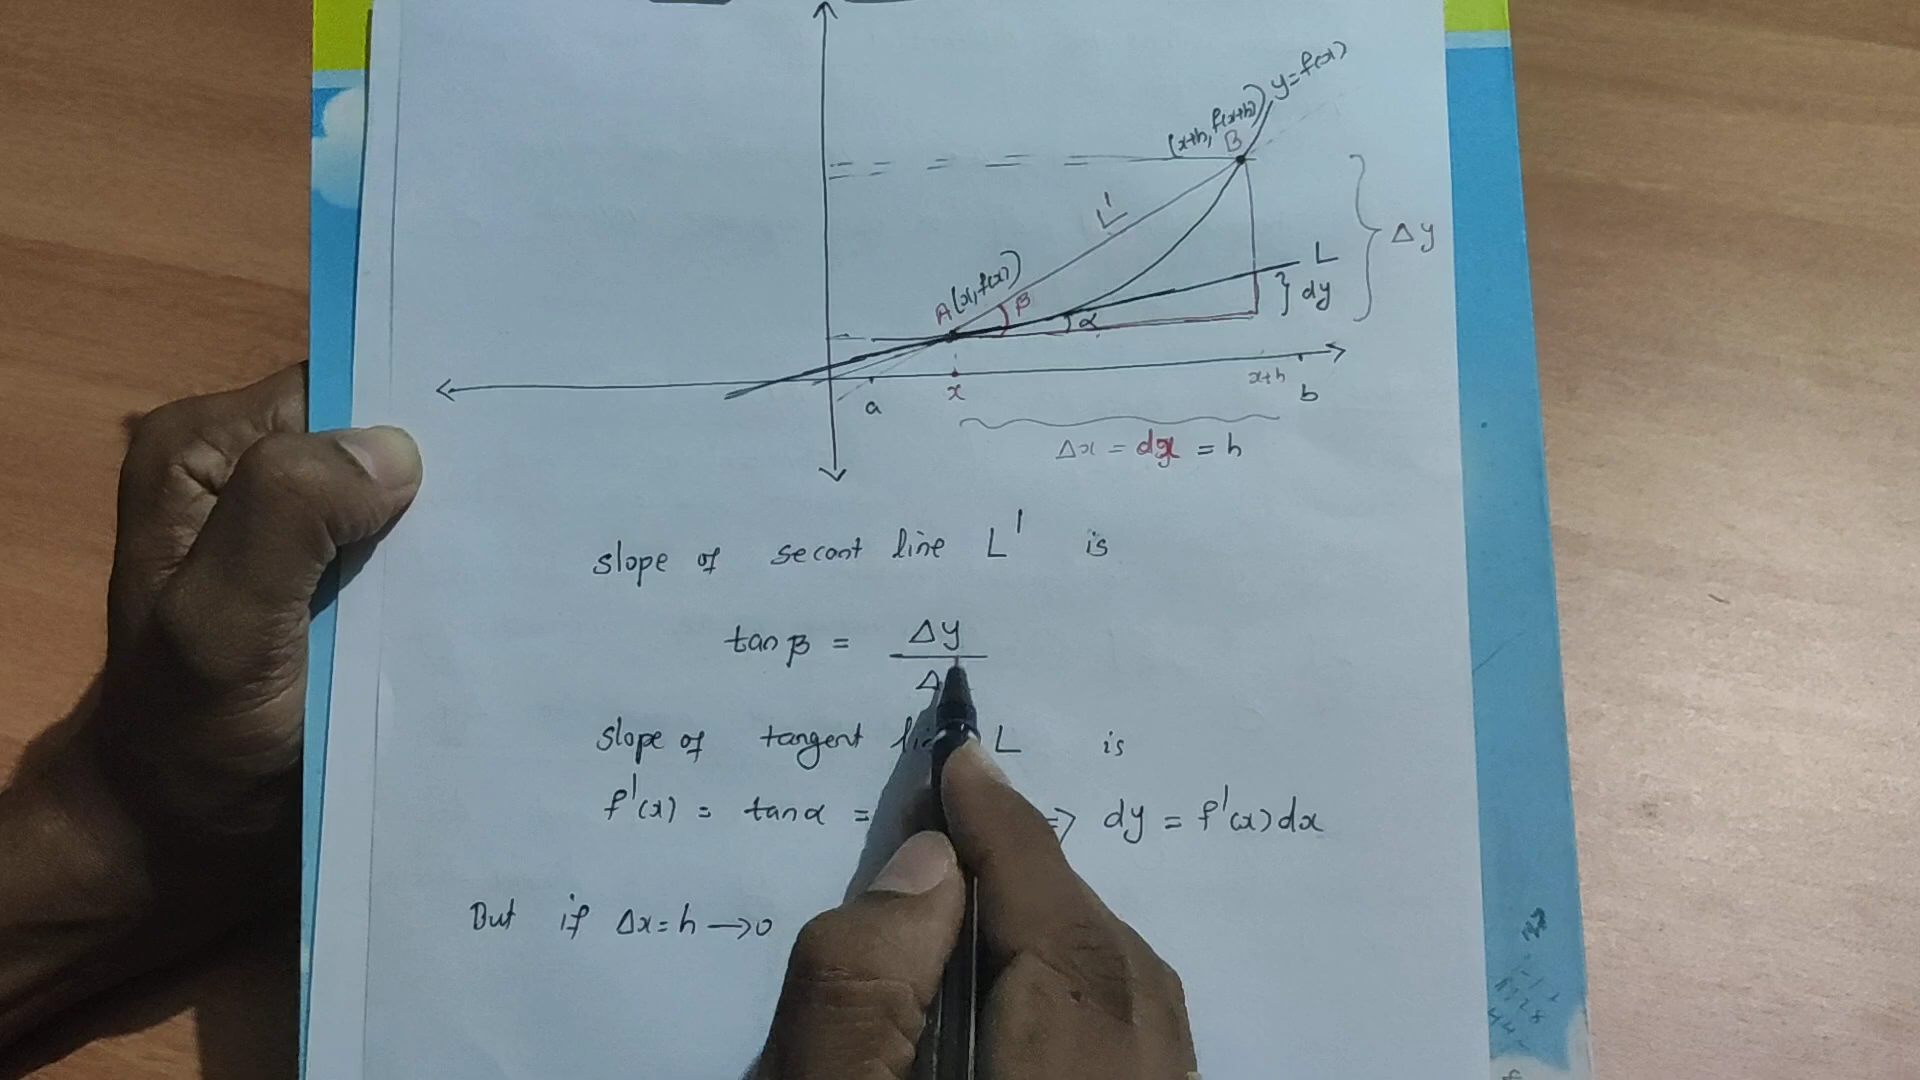 y=f(x)
(x+h, f(x+h))
B
L'
Δy
L
A(x, f(x))
β
dy
α
a
x
x+h
b
Δx = dx = h
slope of secant line L' is
tan β = Δy
Δ
slope of tangent L is
f'(x) = tan α = => dy = f'(x) dx
But if Δx = h → 0